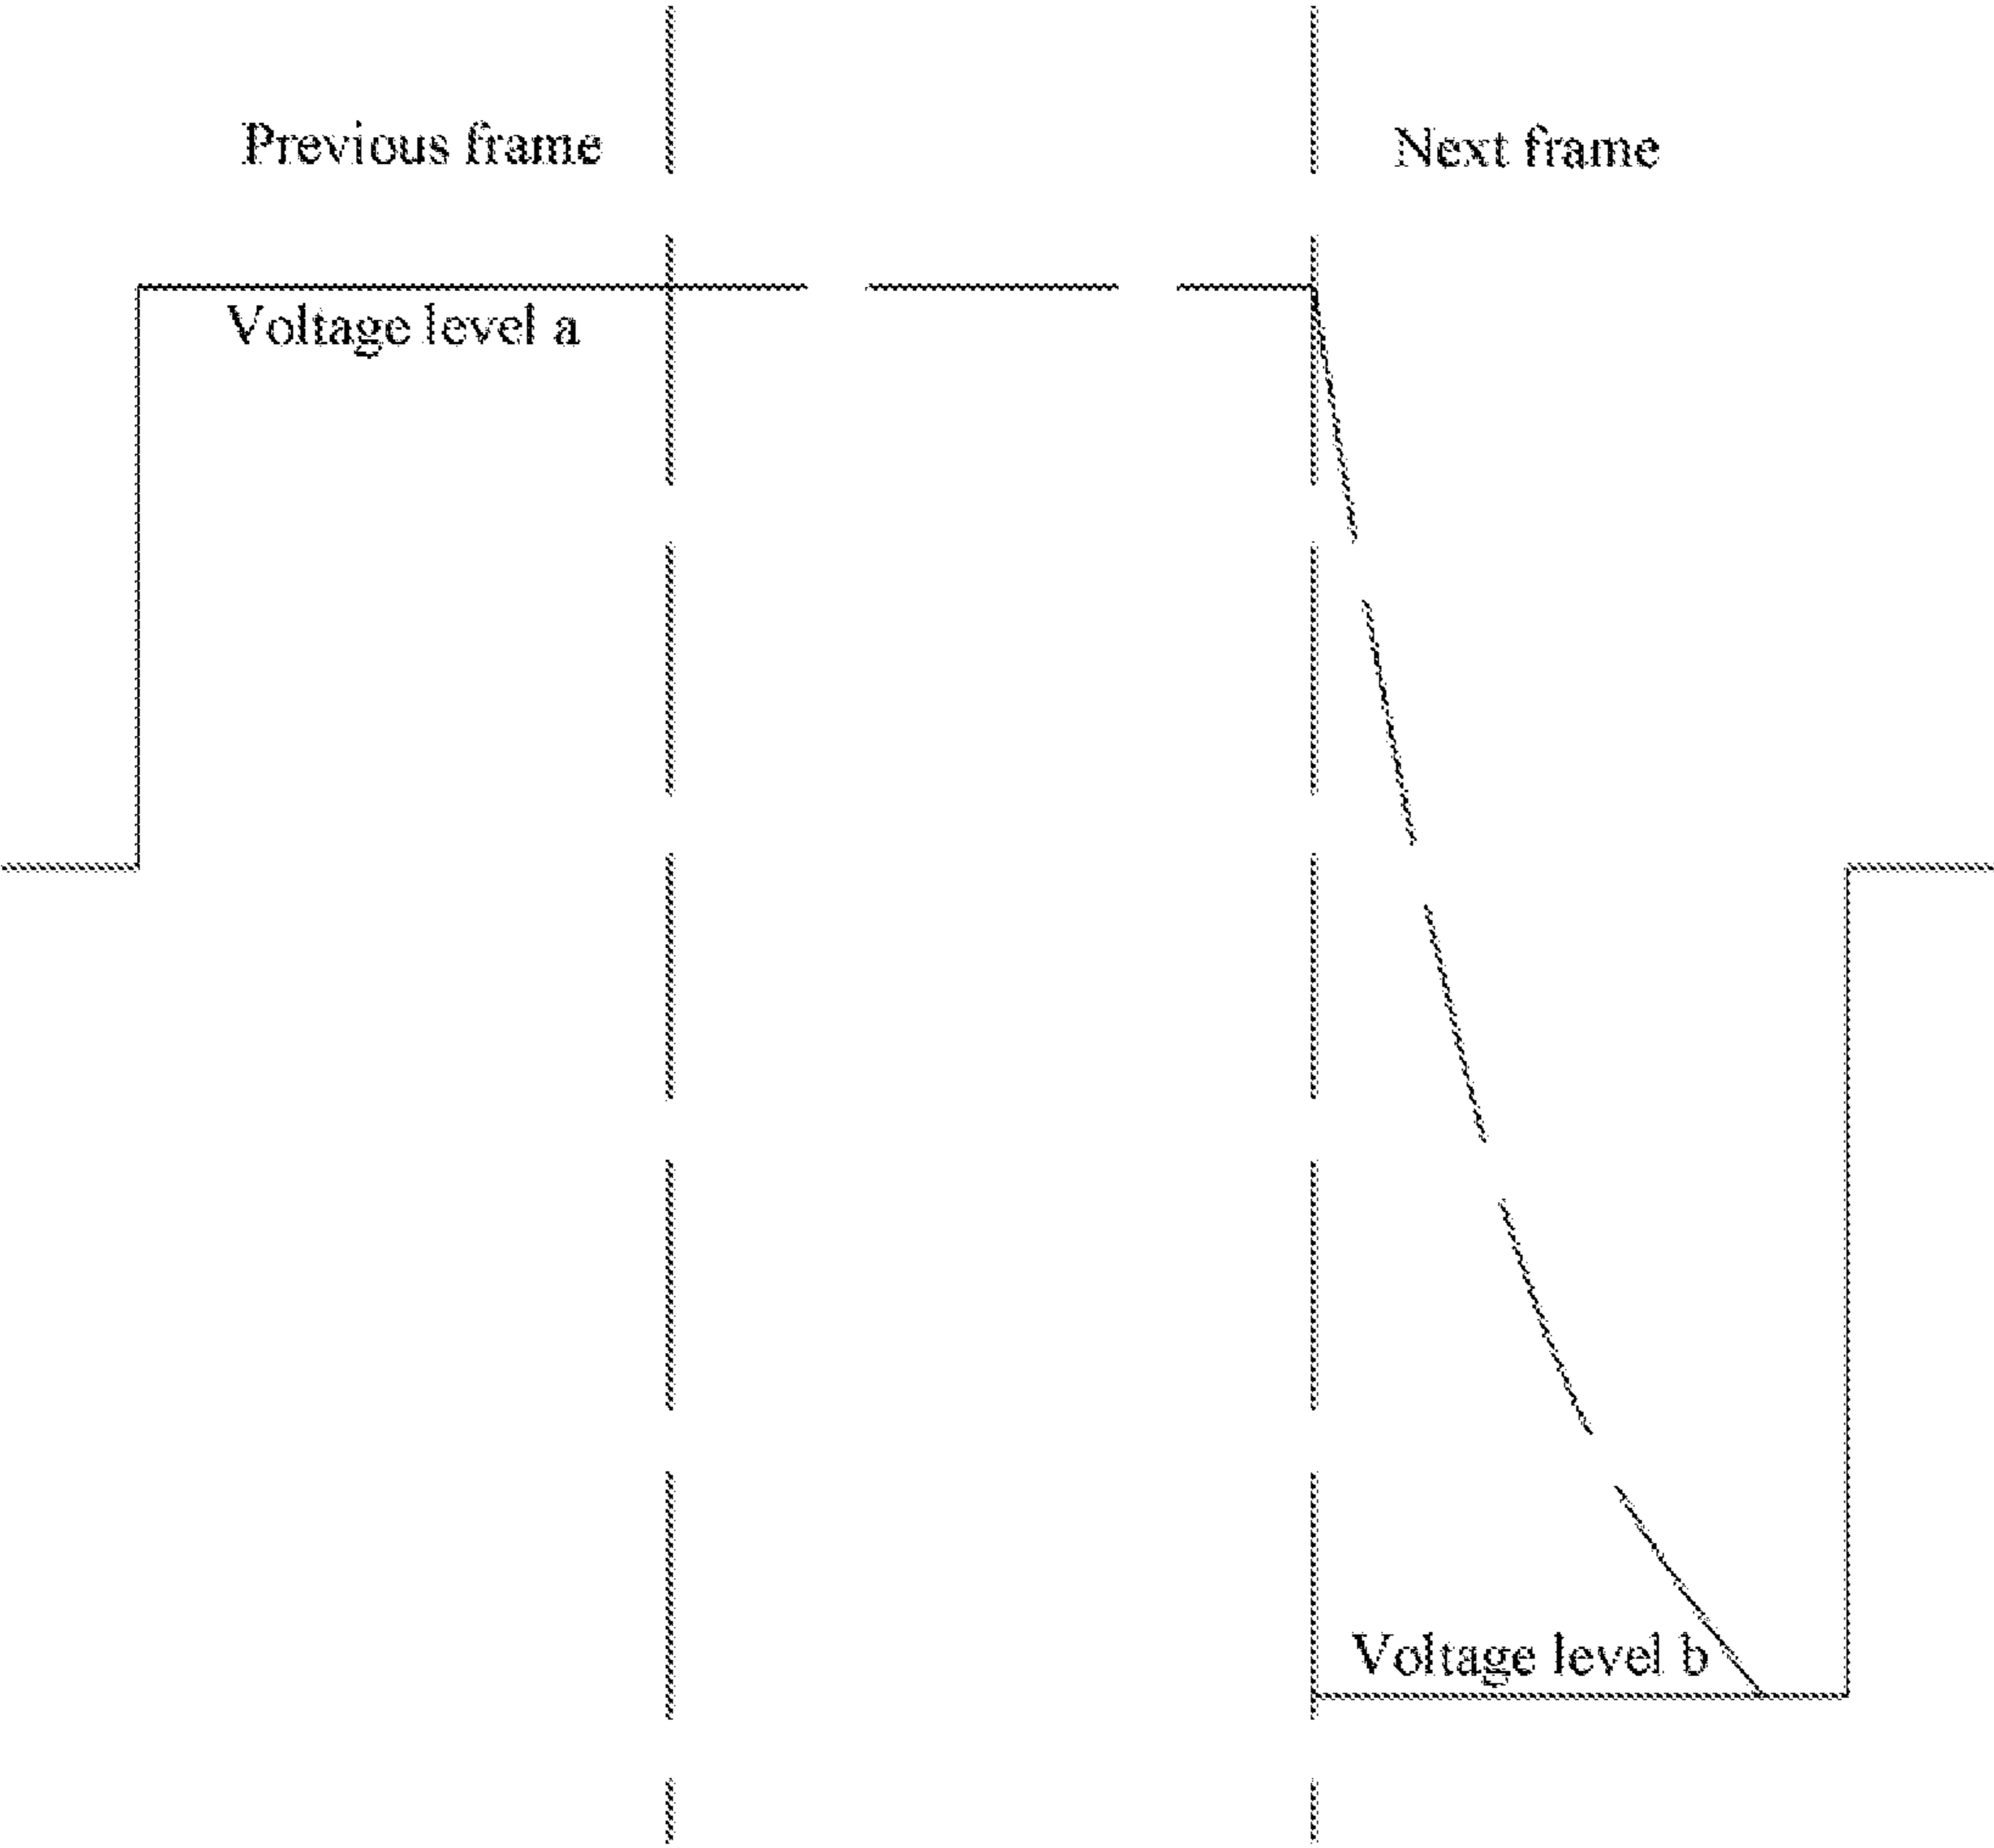 Previous frame
Next frame
Voltage level a
Voltage level b